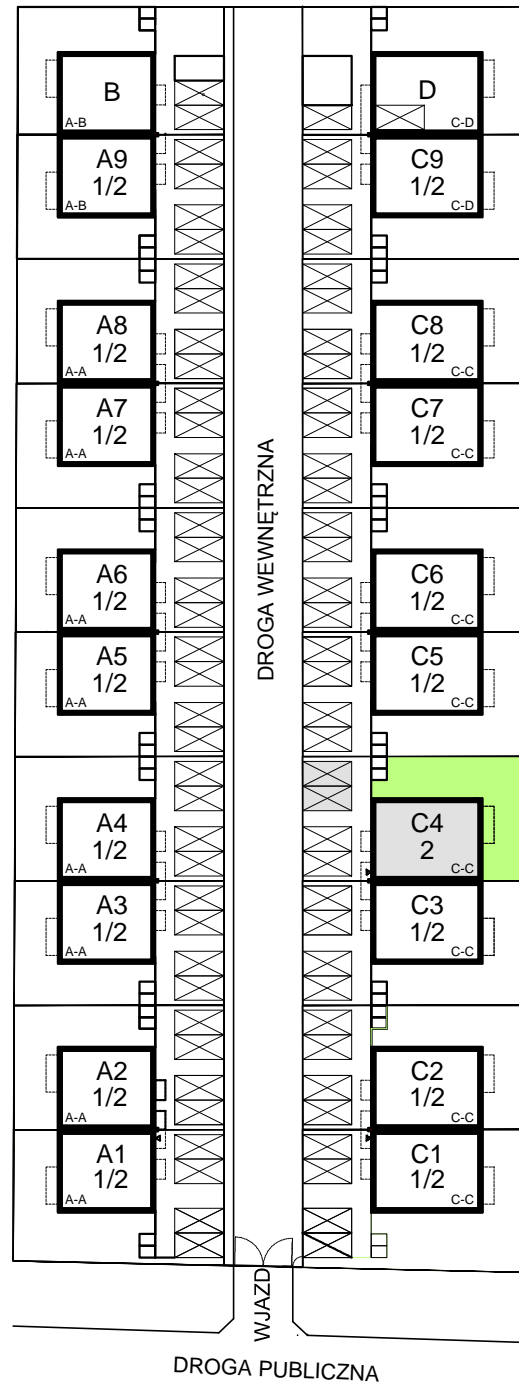 B
A-B
D
C-D
A9
1/2
A-B
C9
1/2
C-D
A8
1/2
A-A
C8
1/2
C-C
A7
1/2
A-A
C7
1/2
C-C
DROGA WEWNĘTRZNA
A6
1/2
A-A
C6
1/2
C-C
A5
1/2
A-A
C5
1/2
C-C
A4
1/2
A-A
C4
2
C-C
A3
1/2
A-A
C3
1/2
C-C
A2
1/2
A-A
C2
1/2
C-C
A1
1/2
A-A
C1
1/2
C-C
WJAZD
DROGA PUBLICZNA